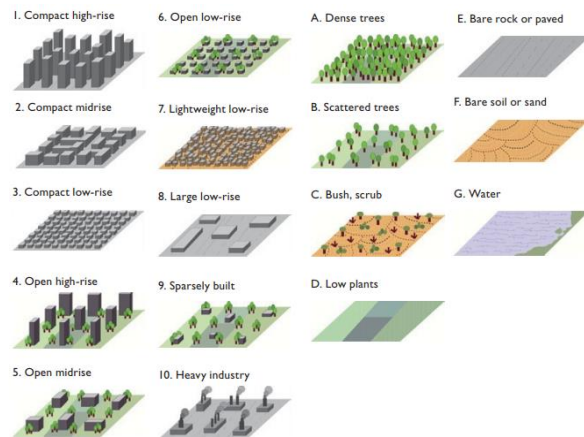 1. Compact high-rise
2. Compact midrise
3. Compact low-rise
4. Open high-rise
5. Open midrise
6. Open low-rise
7. Lightweight low-rise
8. Large low-rise
9. Sparsely built
10. Heavy industry
A. Dense trees
B. Scattered trees
C. Bush, scrub
D. Low plants
E. Bare rock or paved
F. Bare soil or sand
G. Water